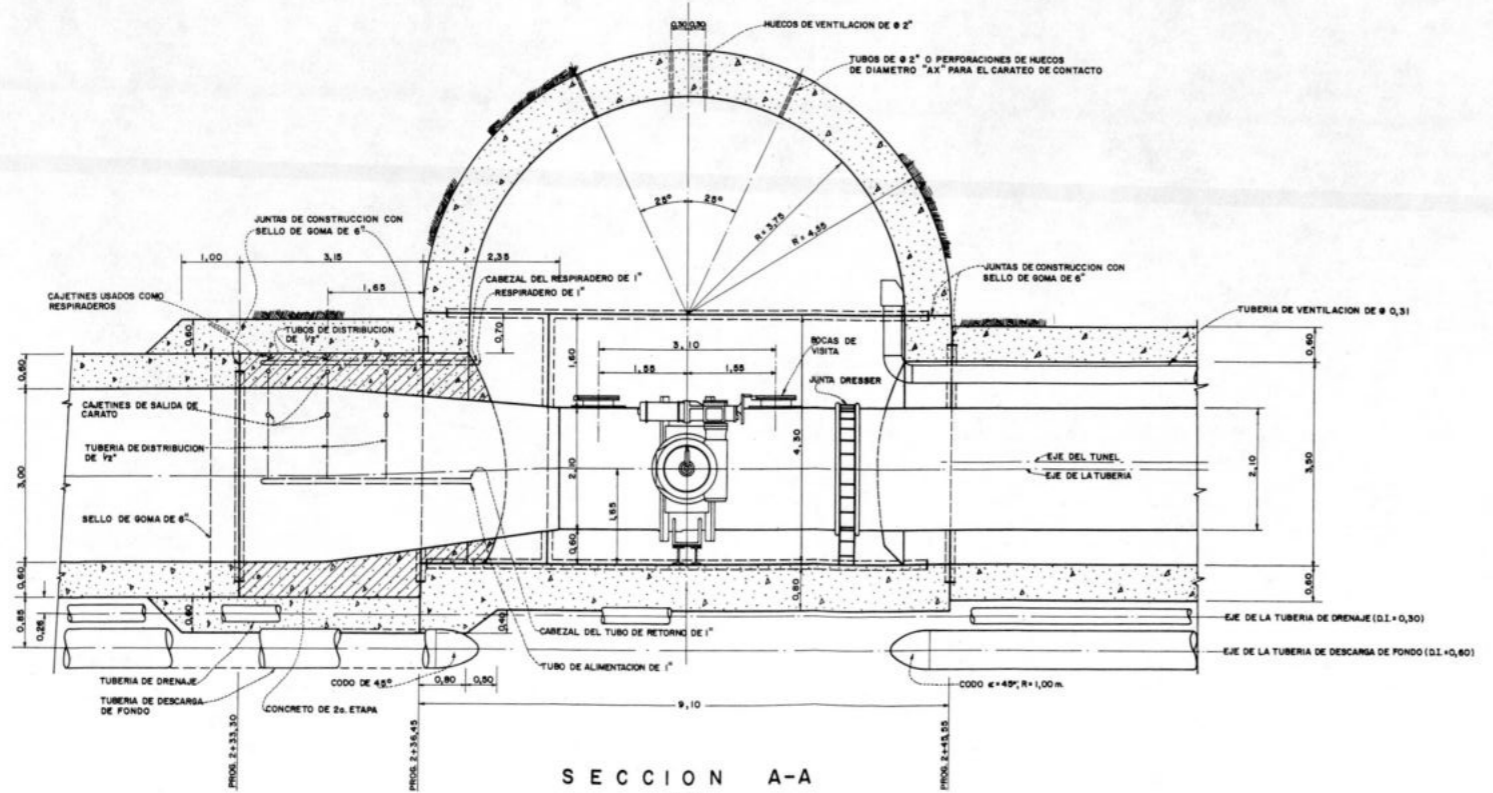 0.30 0.30
HUECOS DE VENTILACION DE Ø 2"
TUBOS DE Ø 2" O PERFORACIONES DE HUECOS
DE DIAMETRO "AX" PARA EL CARATEO DE CONTACTO
25°
25°
R=3,75
R=4,55
JUNTAS DE CONSTRUCCION CON
SELLO DE GOMA DE 6"
1,00
3,15
2,35
1,65
CABEZAL DEL RESPIRADERO DE 1"
RESPIRADERO DE 1"
CAJETINES USADOS COMO
RESPIRADEROS
JUNTAS DE CONSTRUCCION CON
SELLO DE GOMA DE 6"
TUBERIA DE VENTILACION DE Ø 0,31
0,60
TUBOS DE DISTRIBUCION
DE 1/2"
0,70
1,60
3,10
1,55
1,55
BOCAS DE
VISITA
JUNTA DRESSER
0,60
0,60
CAJETINES DE SALIDA DE
CARATO
TUBERIA DE DISTRIBUCION
DE 1/2"
3,00
2,10
4,30
1,65
EJE DEL TUNEL
EJE DE LA TUBERIA
2,10
3,90
SELLO DE GOMA DE 6"
0,60
0,60
0,60
0,85
0,26
0,60
0,40
0,80
CABEZAL DEL TUBO DE RETORNO DE 1"
EJE DE LA TUBERIA DE DRENAJE (D.I.=0,30)
EJE DE LA TUBERIA DE DESCARGA DE FONDO (D.I.=0,60)
TUBO DE ALIMENTACION DE 1"
TUBERIA DE DRENAJE
TUBERIA DE DESCARGA
DE FONDO
CODO DE 45°
0,80
0,50
CODO α=45°, R=1,00 m.
CONCRETO DE 2a. ETAPA
9,10
PROG. 2+33,30
PROG. 2+36,45
PROG. 2+45,55
SECCION A-A